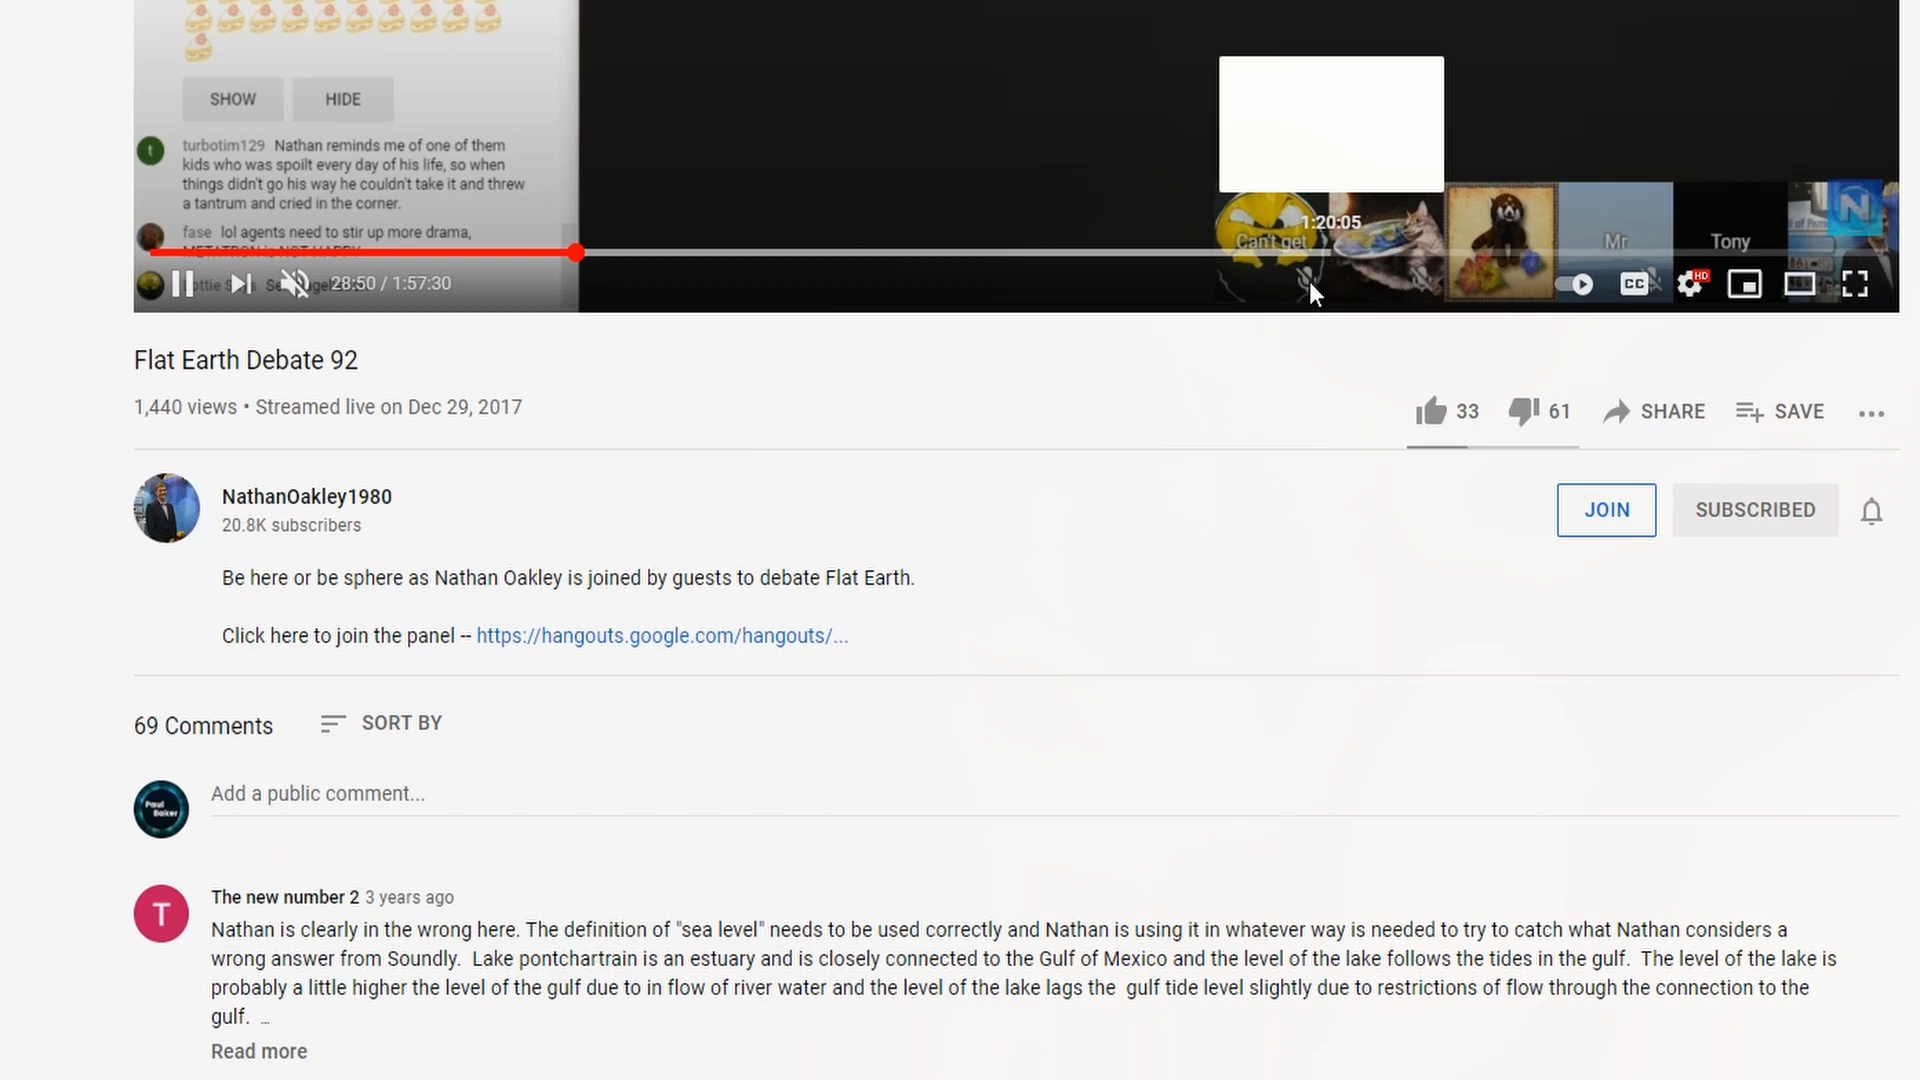 SHOW HIDE
turbotim129 Nathan reminds me of one of them
kids who was spoilt every day of his life, so when
things didn't go his way he couldn't take it and threw
a tantrum and cried in the corner.
fase lol agents need to stir up more drama,
METATRON is NOT HAPPY
1:20:05
Can't get
Mr
Tony
N
28:50 / 1:57:30
CC
HD
Flat Earth Debate 92
1,440 views • Streamed live on Dec 29, 2017
33 61 SHARE SAVE
NathanOakley1980
20.8K subscribers
JOIN SUBSCRIBED
Be here or be sphere as Nathan Oakley is joined by guests to debate Flat Earth.
Click here to join the panel -- https://hangouts.google.com/hangouts/...
69 Comments SORT BY
Paul
Baker
Add a public comment...
T
The new number 2 3 years ago
Nathan is clearly in the wrong here. The definition of "sea level" needs to be used correctly and Nathan is using it in whatever way is needed to try to catch what Nathan considers a
wrong answer from Soundly. Lake pontchartrain is an estuary and is closely connected to the Gulf of Mexico and the level of the lake follows the tides in the gulf. The level of the lake is
probably a little higher the level of the gulf due to in flow of river water and the level of the lake lags the gulf tide level slightly due to restrictions of flow through the connection to the
gulf. ...
Read more